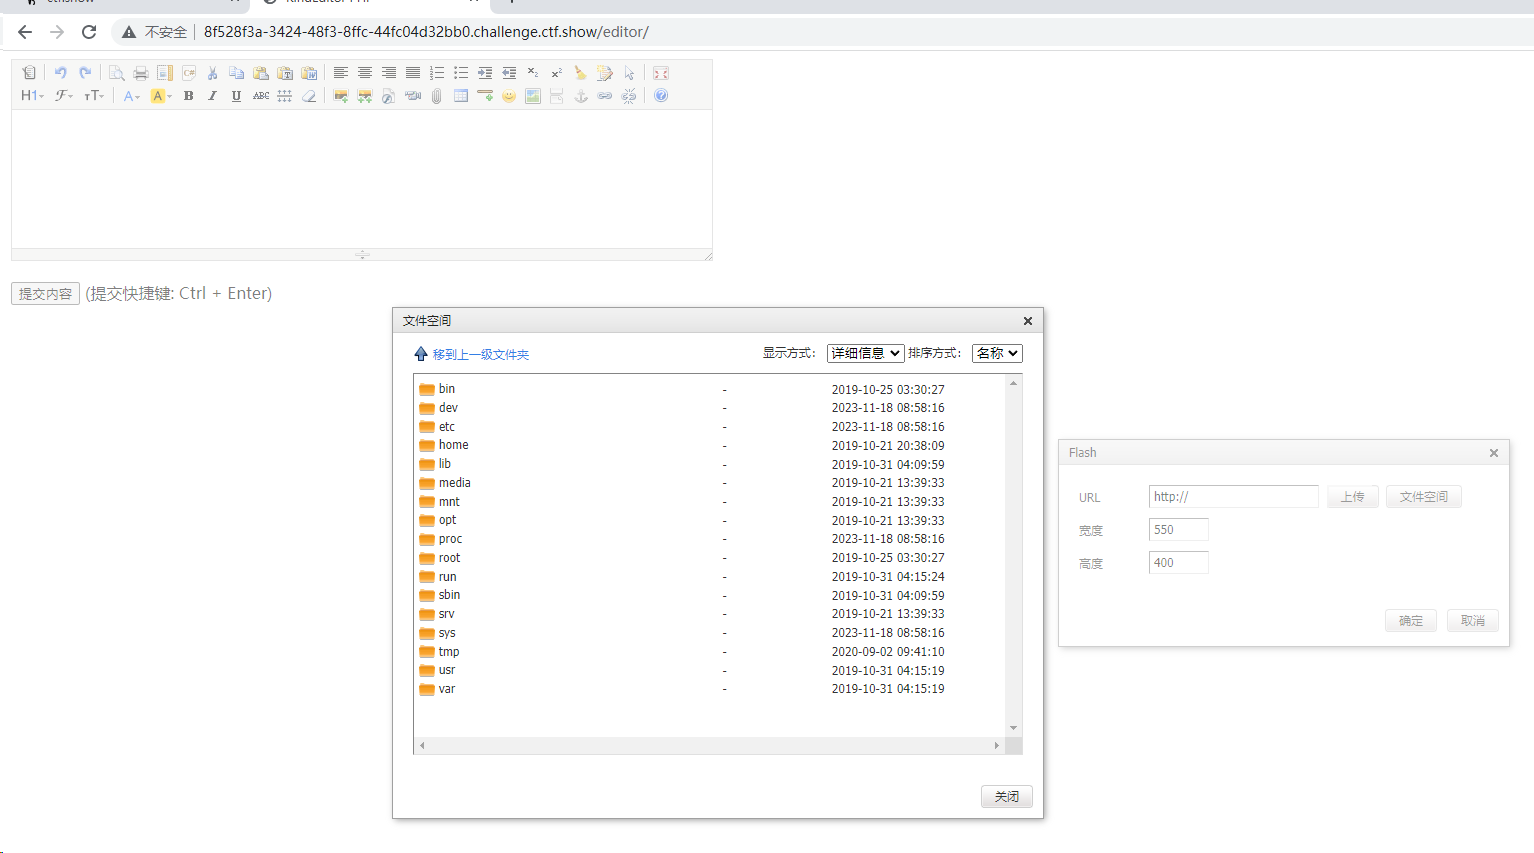 不安全 8f528f3a-3424-48f3-8ffc-44fc04d32bb0.challenge.ctf.show/editor/
H1 ℱ тT A A B I U ABC
提交内容 (提交快捷键: Ctrl + Enter)
文件空间
移到上一级文件夹 显示方式： 详细信息 排序方式： 名称
bin - 2019-10-25 03:30:27
dev - 2023-11-18 08:58:16
etc - 2023-11-18 08:58:16
home - 2019-10-21 20:38:09
lib - 2019-10-31 04:09:59
media - 2019-10-21 13:39:33
mnt - 2019-10-21 13:39:33
opt - 2019-10-21 13:39:33
proc - 2023-11-18 08:58:16
root - 2019-10-25 03:30:27
run - 2019-10-31 04:15:24
sbin - 2019-10-31 04:09:59
srv - 2019-10-21 13:39:33
sys - 2023-11-18 08:58:16
tmp - 2020-09-02 09:41:10
usr - 2019-10-31 04:15:19
var - 2019-10-31 04:15:19
关闭
Flash
URL http:// 上传 文件空间
宽度 550
高度 400
确定 取消